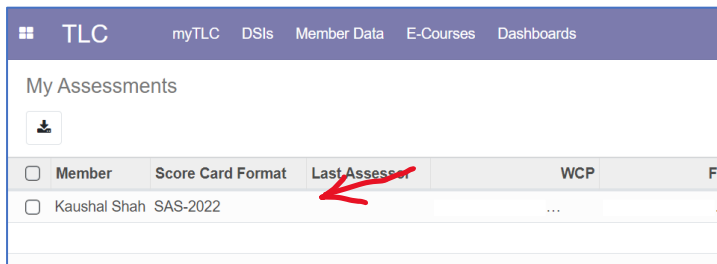 TLC myTLC DSIs Member Data E-Courses Dashboards
My Assessments
Member Score Card Format Last Assessor WCP F
Kaushal Shah SAS-2022 ...